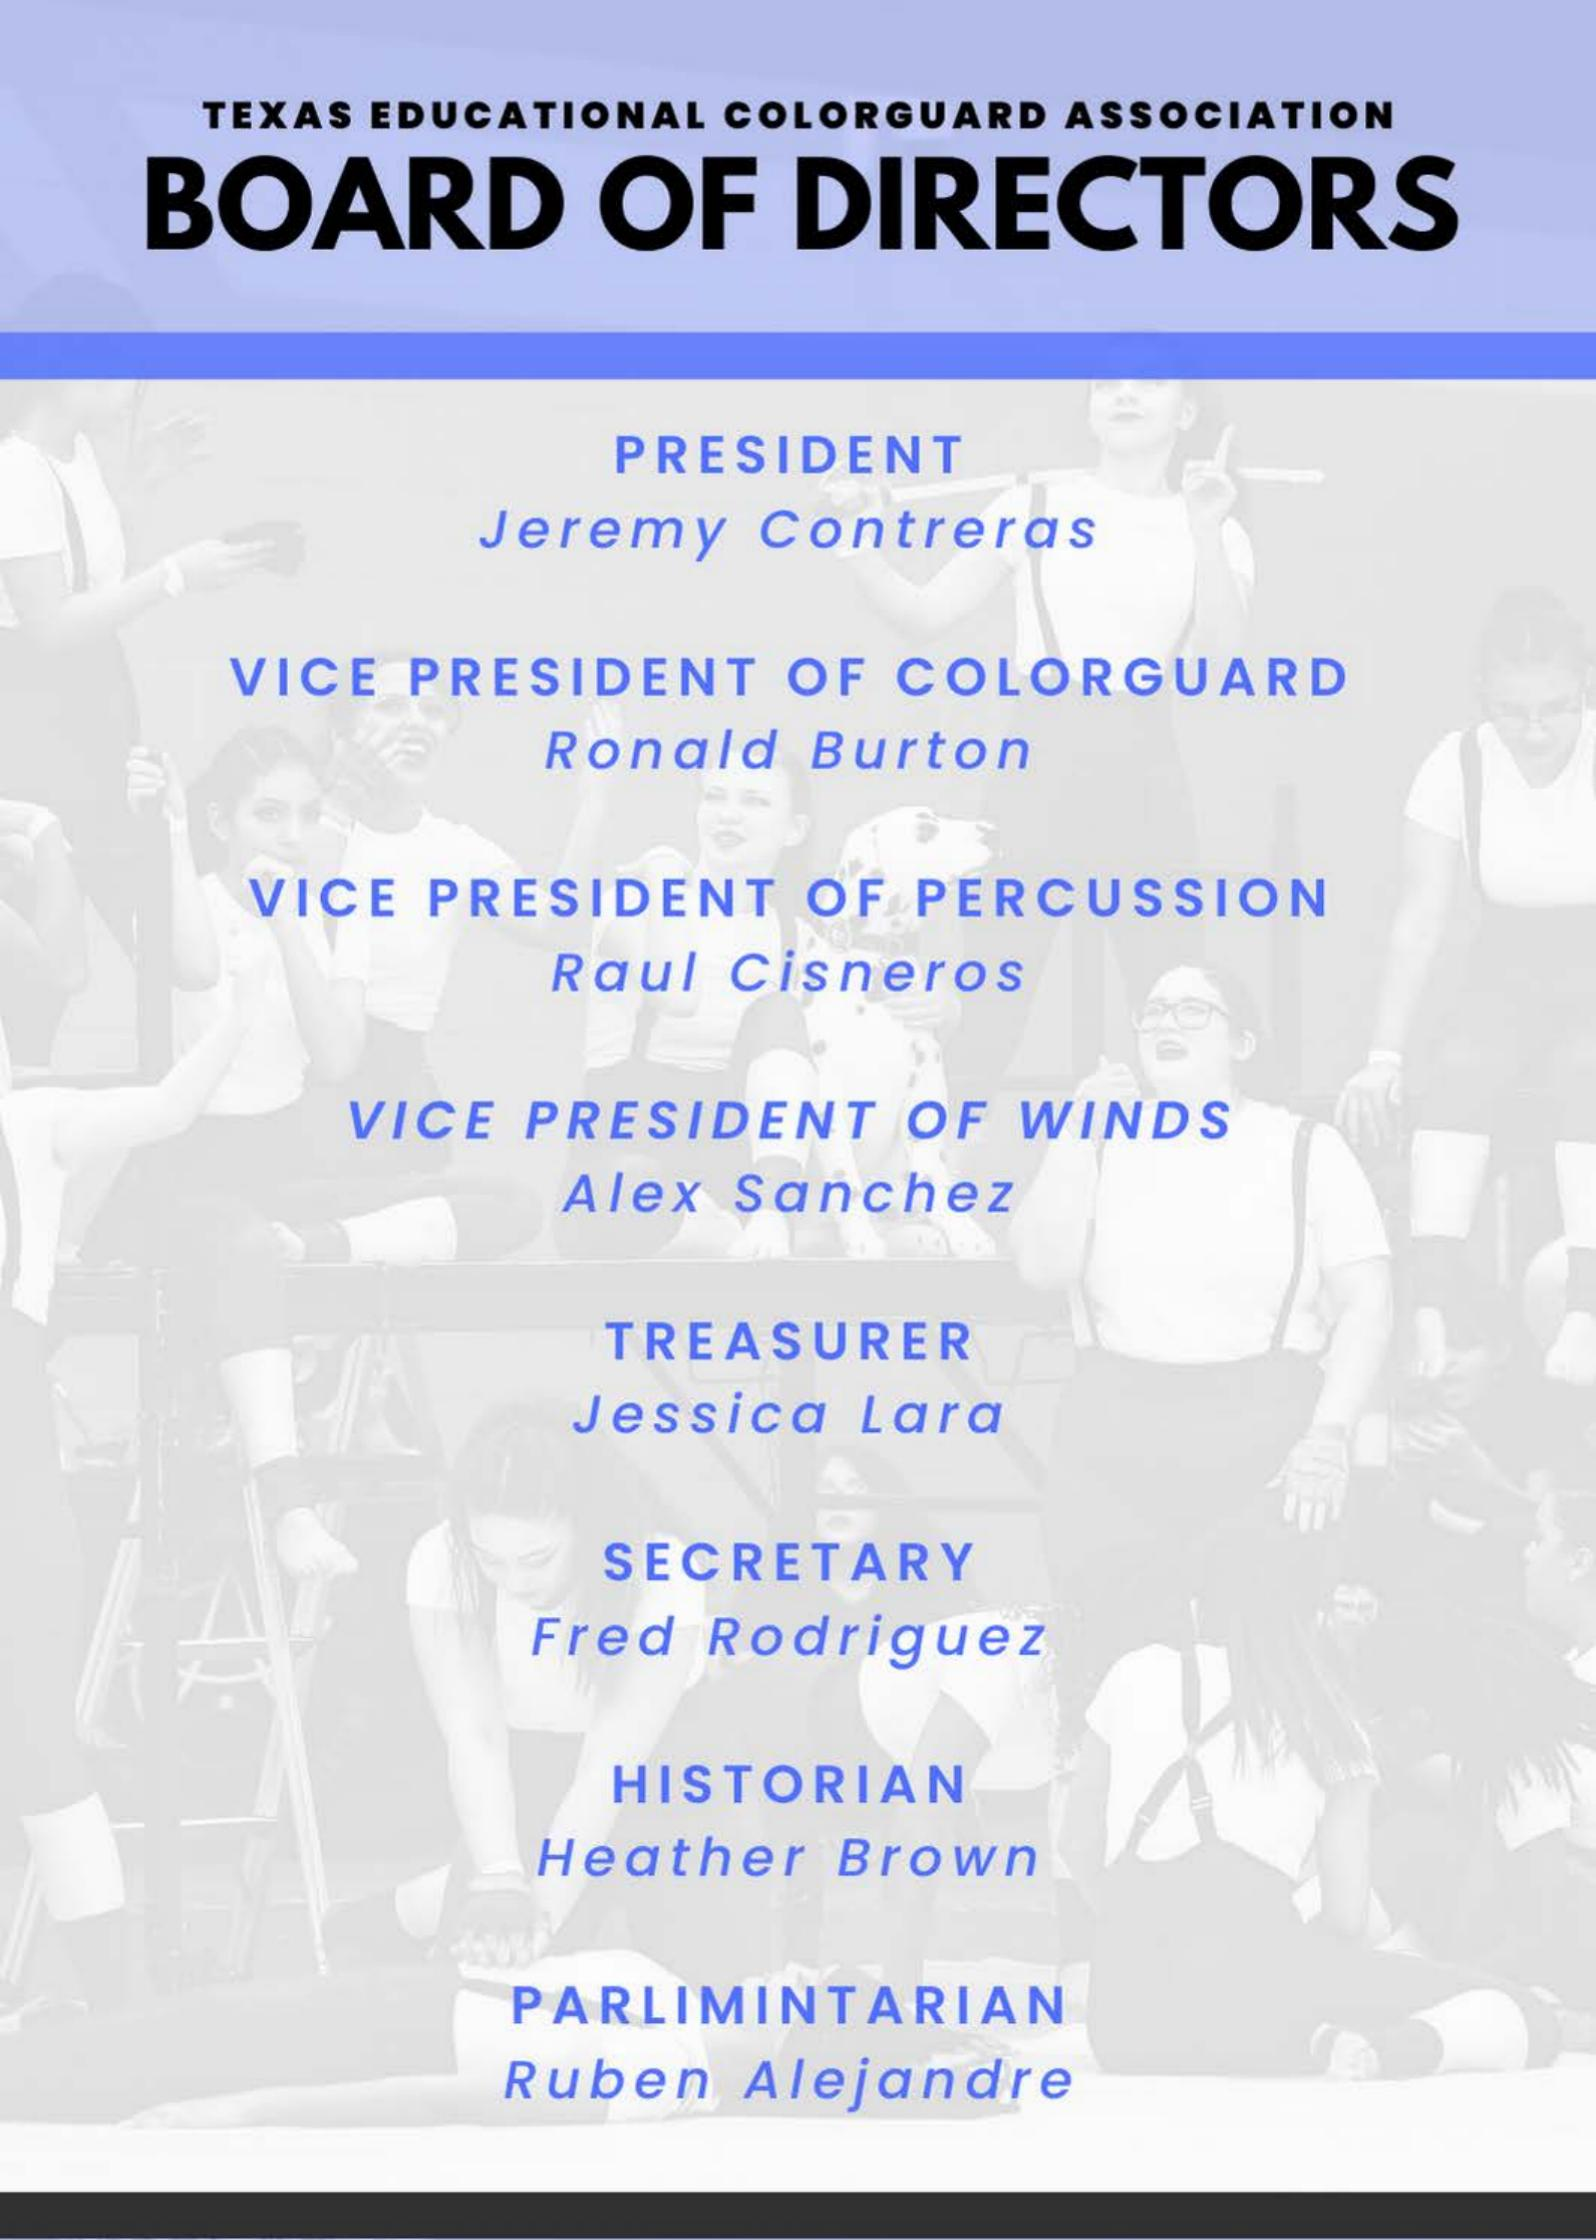 TEXAS EDUCATIONAL COLORGUARD ASSOCIATION
BOARD OF DIRECTORS
PRESIDENT
Jeremy Contreras
VICE PRESIDENT OF COLORGUARD
Ronald Burton
VICE PRESIDENT OF PERCUSSION
Raul Cisneros
VICE PRESIDENT OF WINDS
Alex Sanchez
TREASURER
Jessica Lara
SECRETARY
Fred Rodriguez
HISTORIAN
Heather Brown
PARLIMINTARIAN
Ruben Alejandre